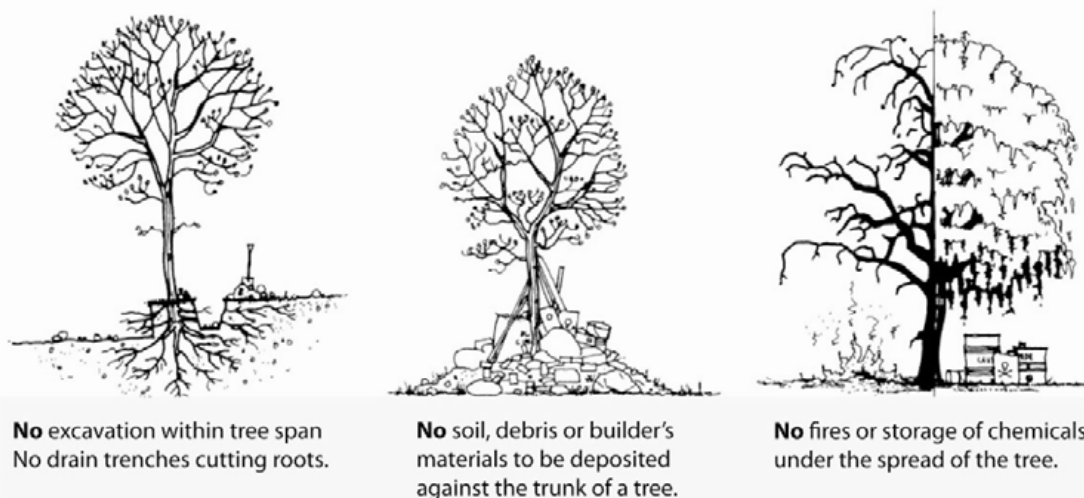 No excavation within tree span
No drain trenches cutting roots.
No soil, debris or builder's
materials to be deposited
against the trunk of a tree.
No fires or storage of chemicals
under the spread of the tree.